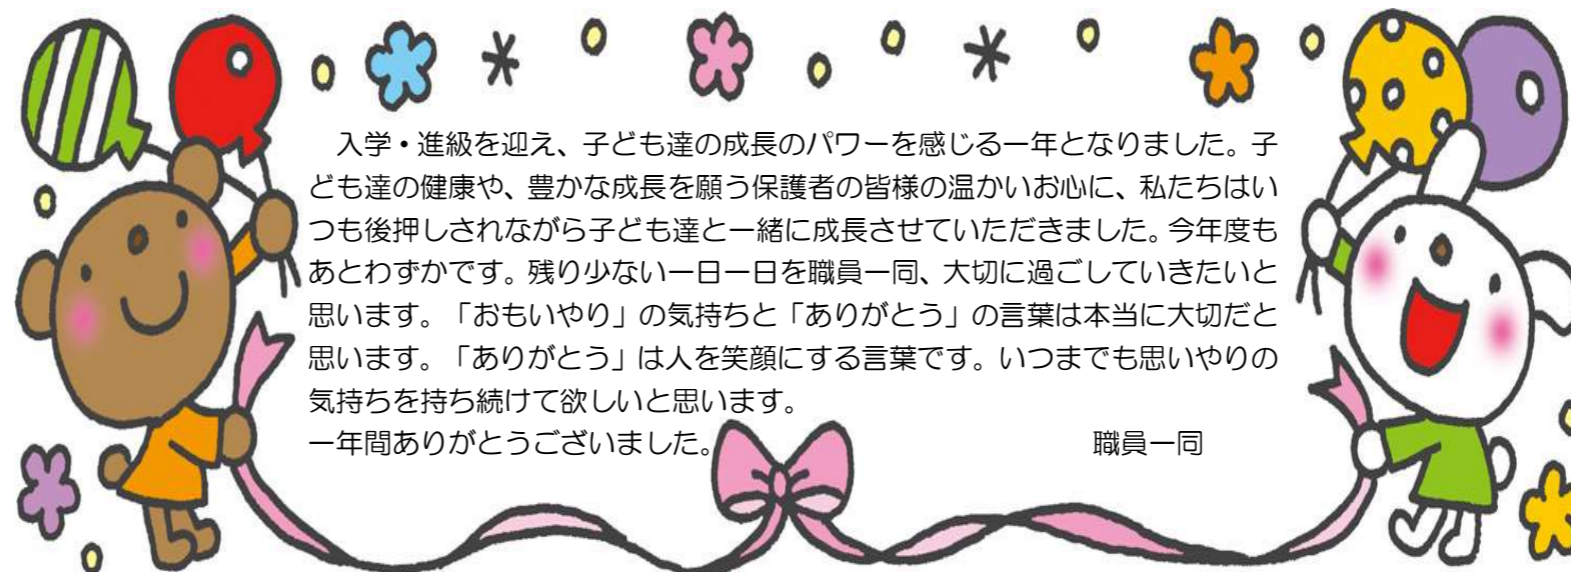 入学・進級を迎え、子ども達の成長のパワーを感じる一年となりました。子
ども達の健康や、豊かな成長を願う保護者の皆様の温かいお心に、私たちはい
つも後押しされながら子ども達と一緒に成長させていただきました。今年度も
あとわずかです。残り少ない一日一日を職員一同、大切に過ごしていきたいと
思います。「おもいやり」の気持ちと「ありがとう」の言葉は本当に大切だと
思います。「ありがとう」は人を笑顔にする言葉です。いつまでも思いやりの
気持ちを持ち続けて欲しいと思います。
一年間ありがとうございました。　職員一同